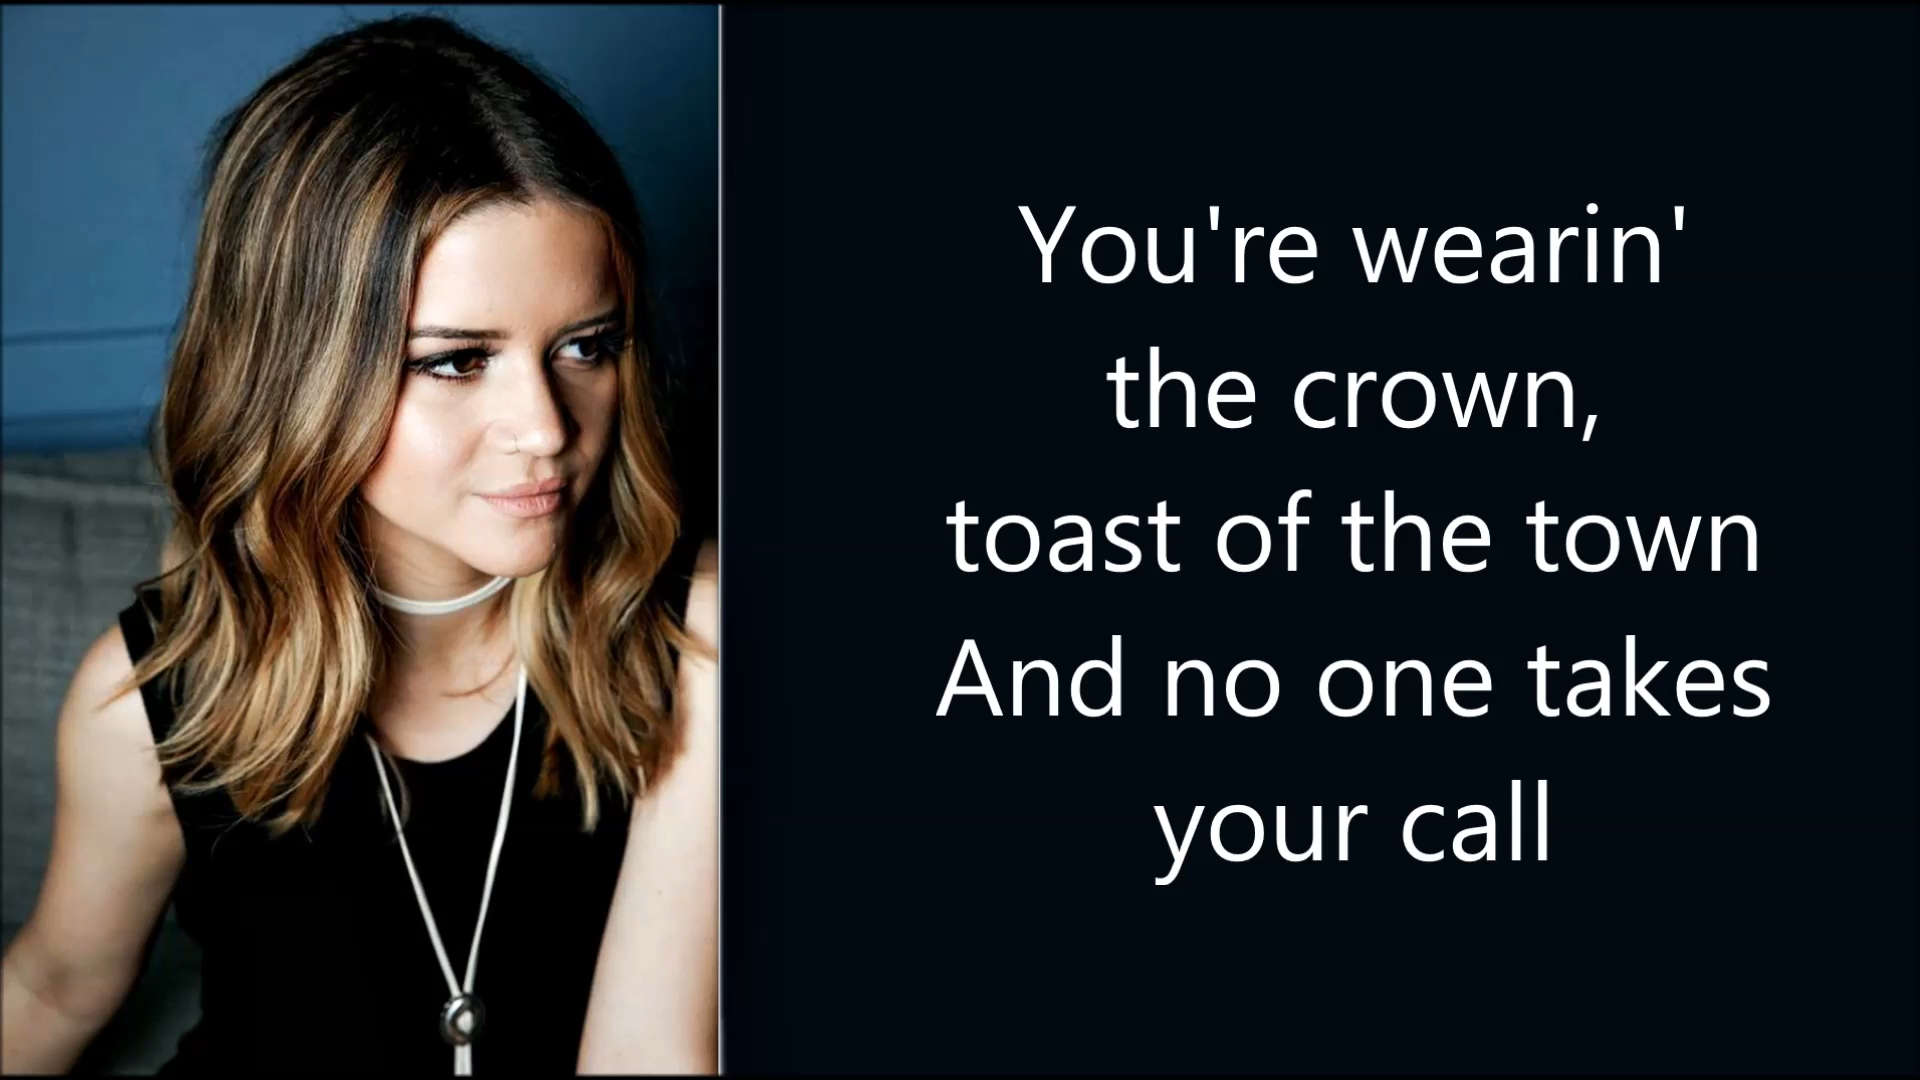 You're wearin'
the crown,
toast of the town
And no one takes
your call